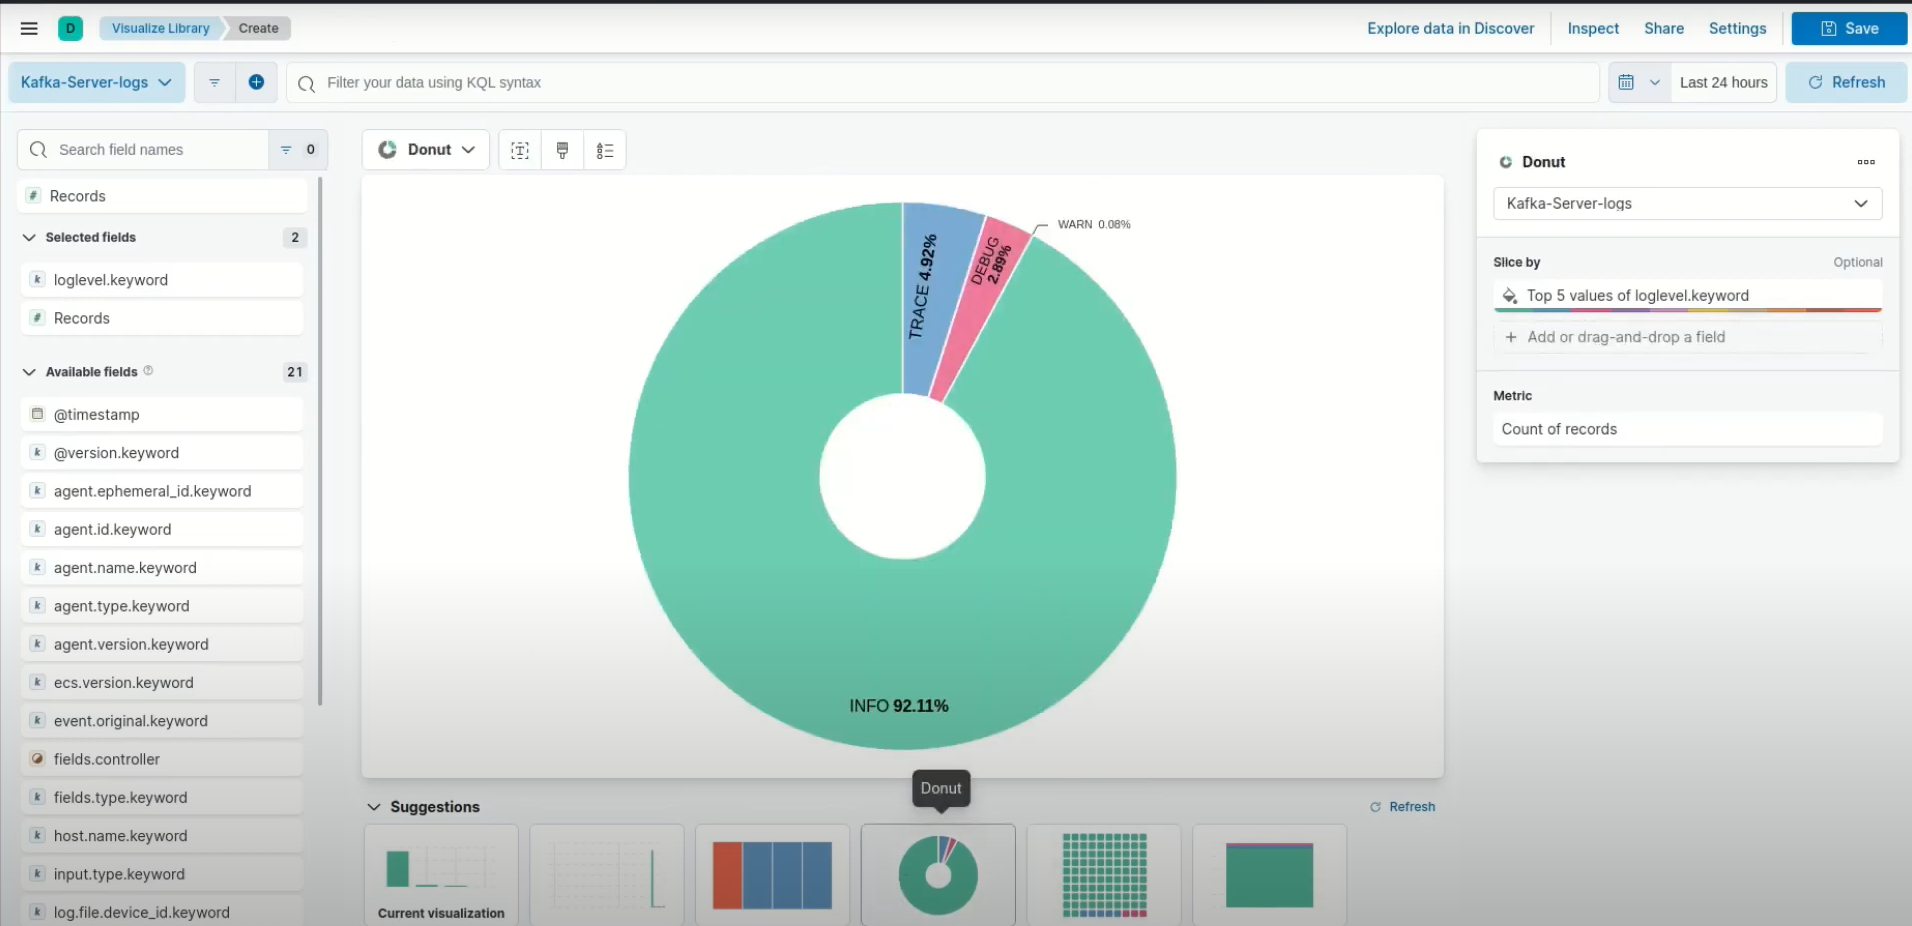 D Visualize Library Create Explore data in Discover Inspect Share Settings Save
Kafka-Server-logs Filter your data using KQL syntax Last 24 hours Refresh
Search field names 0
Records
Selected fields 2
loglevel.keyword
Records
Available fields 21
@timestamp
@version.keyword
agent.ephemeral_id.keyword
agent.id.keyword
agent.name.keyword
agent.type.keyword
agent.version.keyword
ecs.version.keyword
event.original.keyword
fields.controller
fields.type.keyword
host.name.keyword
input.type.keyword
log.file.device_id.keyword
Donut
TRACE 4.92%
DEBUG
2.89%
WARN 0.08%
INFO 92.11%
Donut
Suggestions Refresh
Current visualization
Donut
Kafka-Server-logs
Slice by Optional
Top 5 values of loglevel.keyword
+ Add or drag-and-drop a field
Metric
Count of records